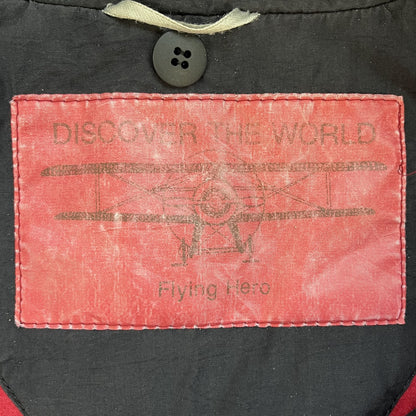 DISCOVER THE WORLD
Flying Hero